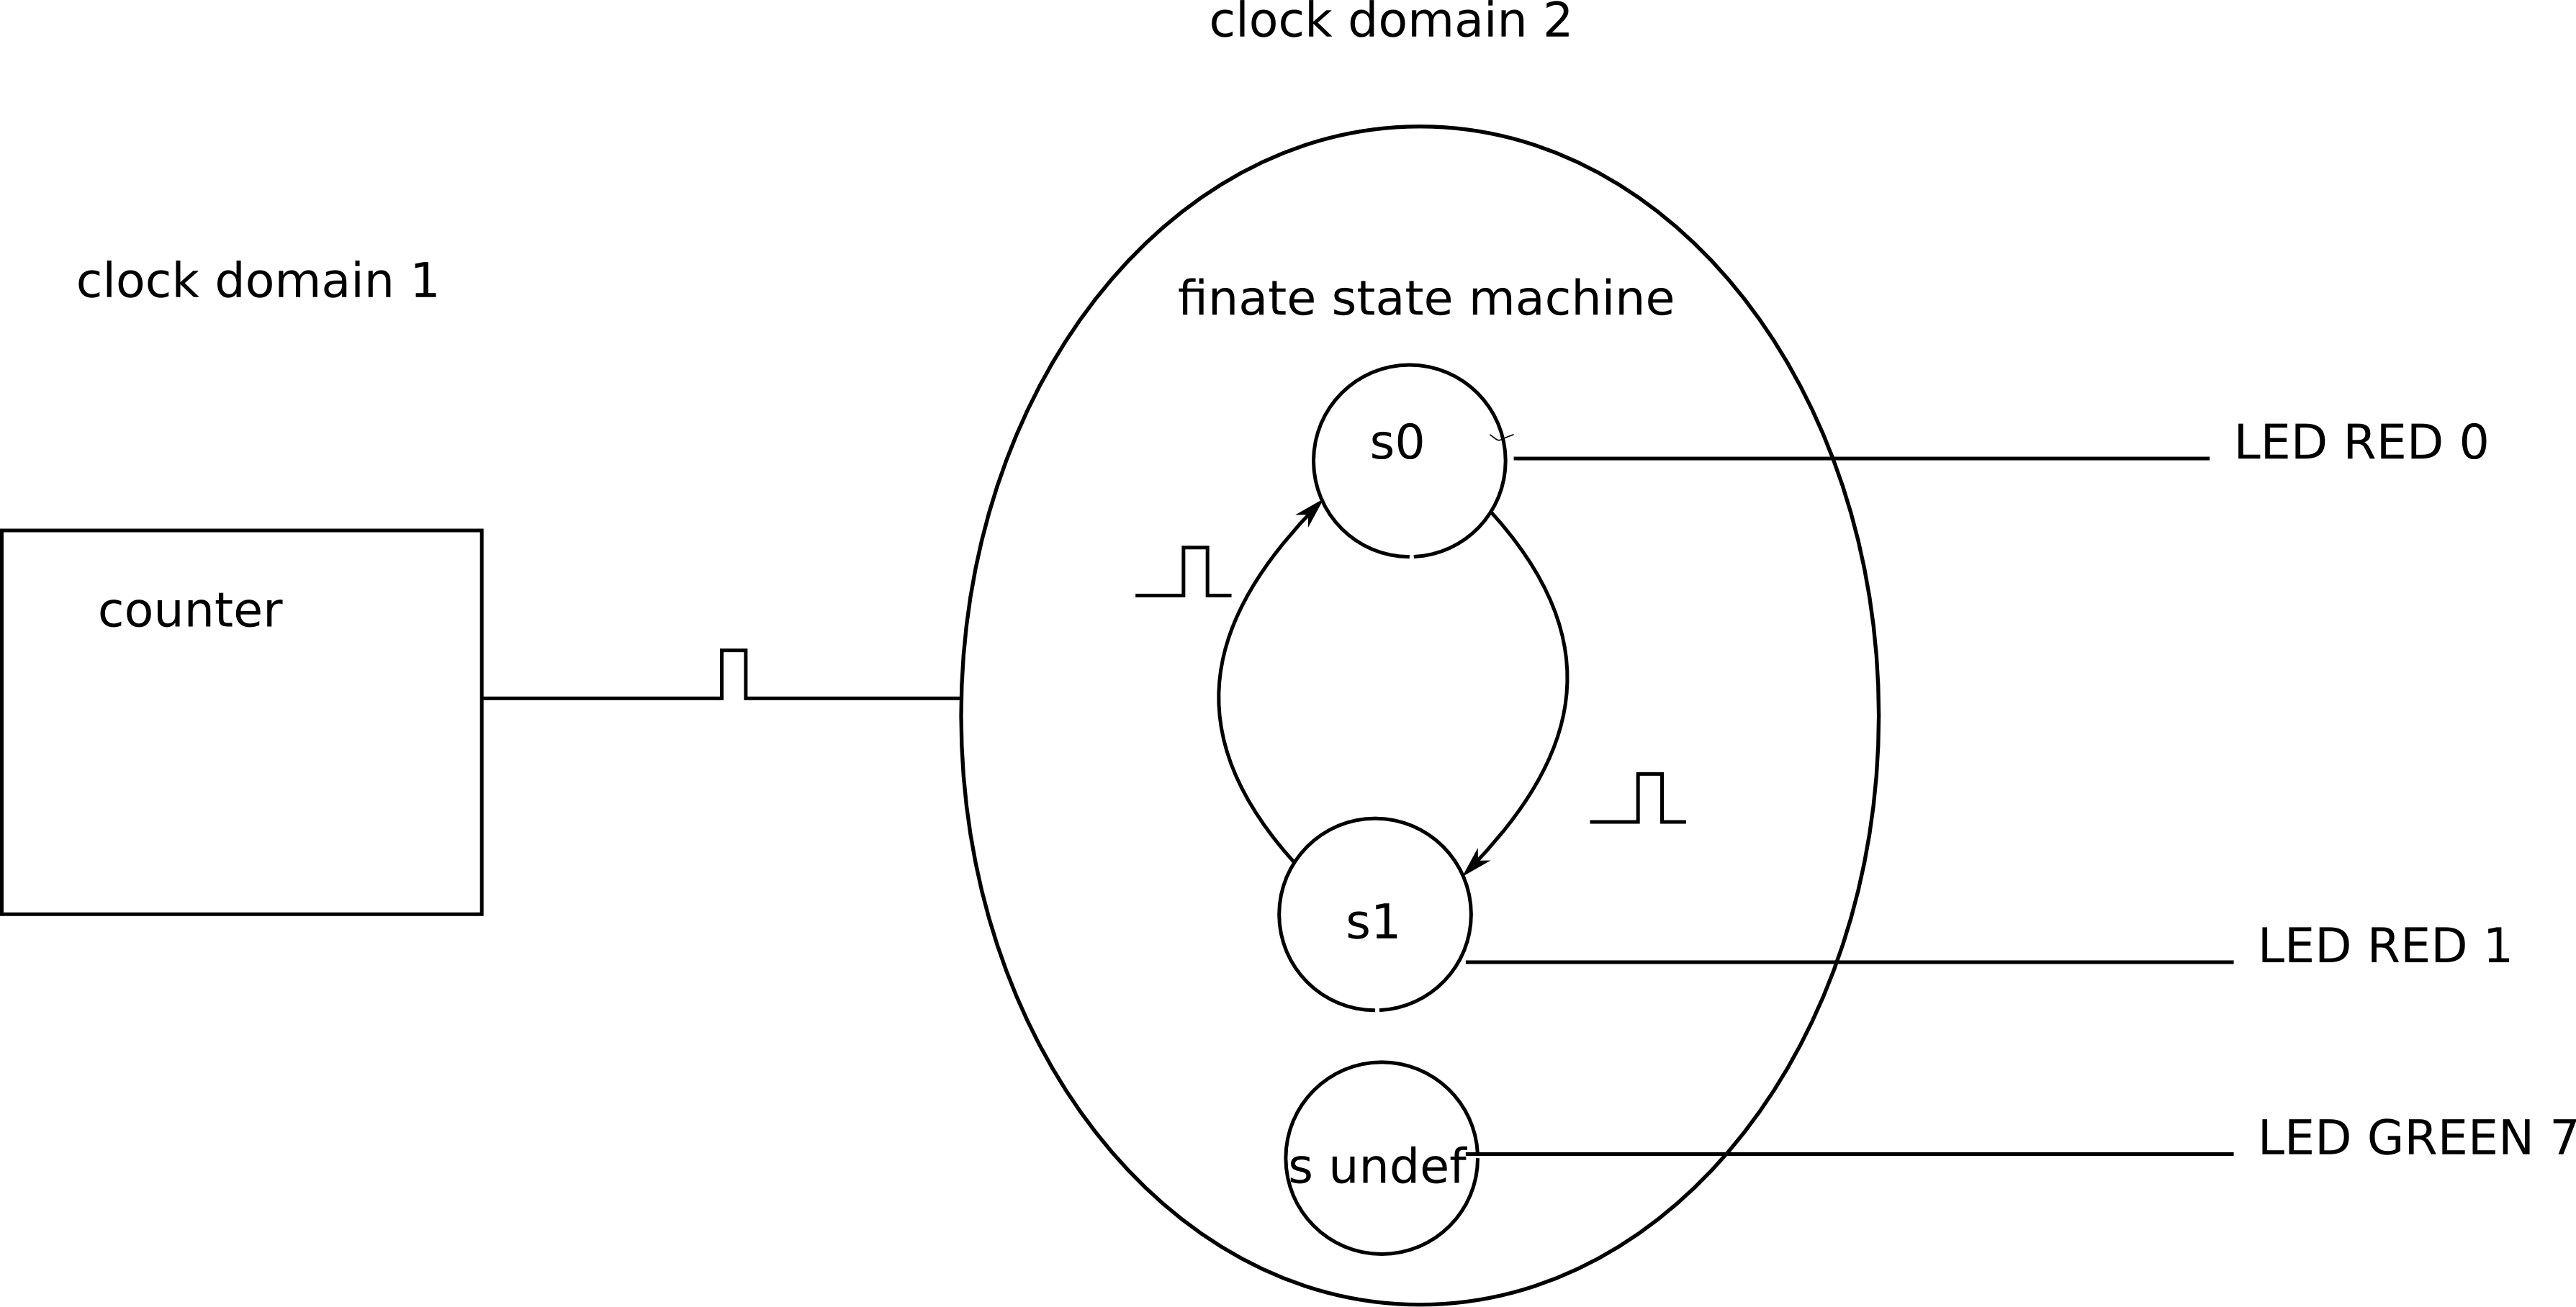 clock domain 2
clock domain 1
finate state machine
s0
LED RED 0
counter
s1
LED RED 1
s undef
LED GREEN 7